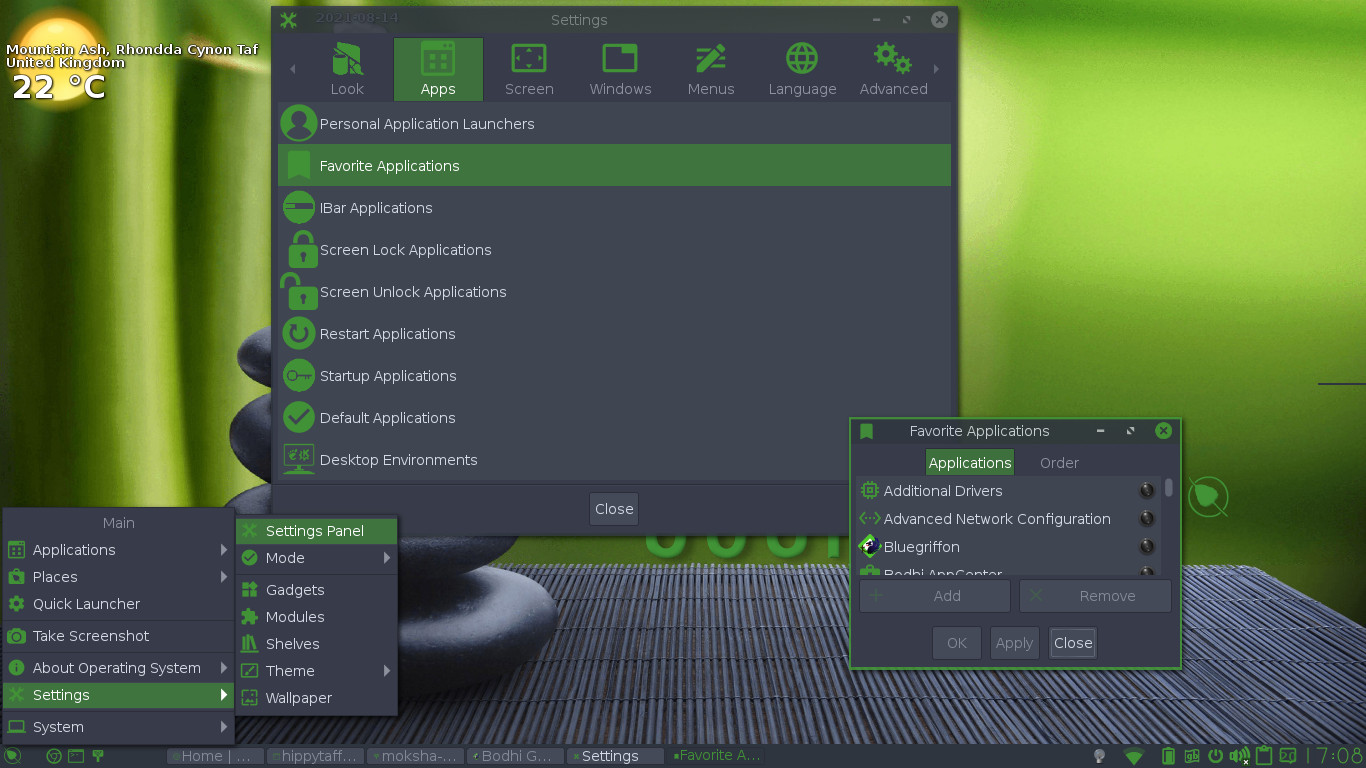 Mountain Ash, Rhondda Cynon Taf
United Kingdom
22 °C
2021-08-14
Settings
Look
Apps
Screen
Windows
Menus
Language
Advanced
Personal Application Launchers
Favorite Applications
IBar Applications
Screen Lock Applications
Screen Unlock Applications
Restart Applications
Startup Applications
Default Applications
Desktop Environments
Close
Favorite Applications
Applications
Order
Additional Drivers
Advanced Network Configuration
Bluegriffon
Bodhi AppCenter
Add
Remove
OK
Apply
Close
Main
Applications
Places
Quick Launcher
Take Screenshot
About Operating System
Settings
System
Settings Panel
Mode
Gadgets
Modules
Shelves
Theme
Wallpaper
Home | ...
hippytaff...
moksha-...
Bodhi G...
Settings
Favorite A...
gb
17:08